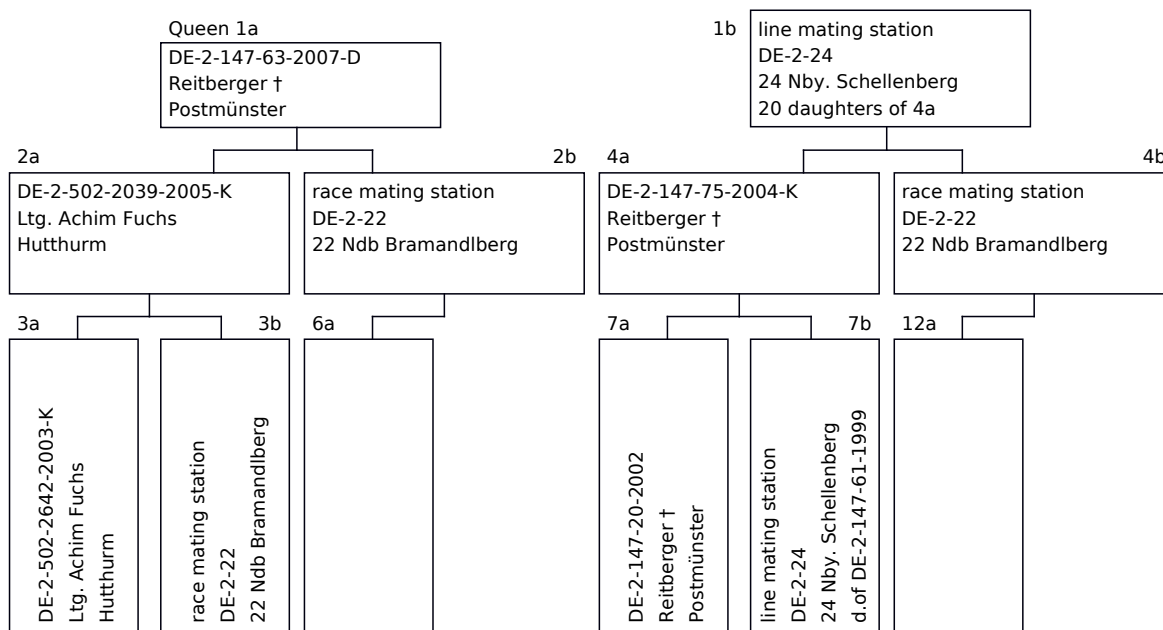 Queen 1a
DE-2-147-63-2007-D
Reitberger †
Postmünster
1b
line mating station
DE-2-24
24 Nby. Schellenberg
20 daughters of 4a
2a
DE-2-502-2039-2005-K
Ltg. Achim Fuchs
Hutthurm
2b
race mating station
DE-2-22
22 Ndb Bramandlberg
4a
DE-2-147-75-2004-K
Reitberger †
Postmünster
4b
race mating station
DE-2-22
22 Ndb Bramandlberg
3a
DE-2-502-2642-2003-K
Ltg. Achim Fuchs
Hutthurm
3b
race mating station
DE-2-22
22 Ndb Bramandlberg
6a
7a
DE-2-147-20-2002
Reitberger †
Postmünster
7b
line mating station
DE-2-24
24 Nby. Schellenberg
d.of DE-2-147-61-1999
12a